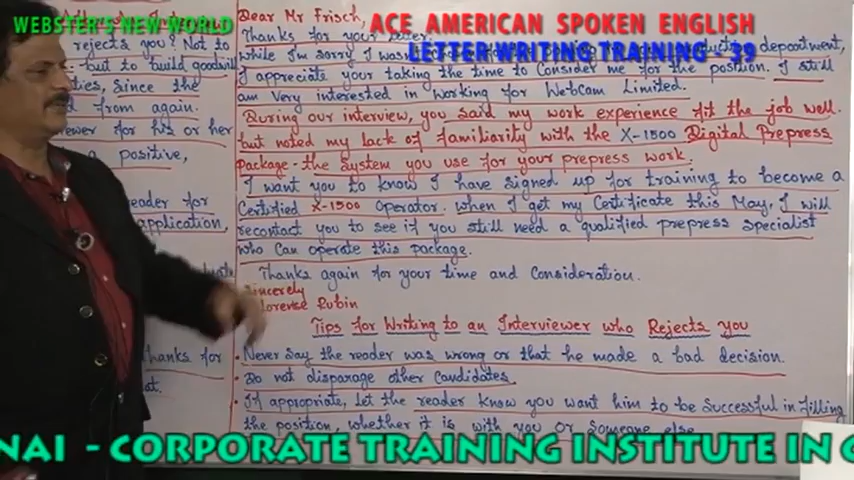 WEBSTER'S NEW WORLD
rejects you? Not to
but to build goodwill
ties, since the
from again.
ewer for his or her
a positive,
eader for
application,
Thanks for
at.
Dear Mr Frisch,
ACE AMERICAN SPOKEN ENGLISH
LETTER WRITING TRAINING - 39
Thanks for your letter.
while I'm sorry I wasn department,
I appreciate your taking the time to consider me for the position. I still
am very interested in working for Webcam Limited.
During our interview, you said my work experience fit the job well.
but noted my lack of familiarity with the X-1500 Digital Prepress
package - the system you use for your prepress work.
I want you to know I have signed up for training to become a
certified X-1500 operator. when I get my certificate this May, I will
recontact you to see if you still need a qualified prepress specialist
who can operate this package.
Thanks again for your time and consideration.
Sincerely
lorense Rubin
Tips for Writing to an Interviewer who Rejects you
• Never say the reader was wrong or that he made a bad decision.
• Do not disparage other candidates.
• If appropriate, let the reader know you want him to be successful in filling
the position, whether it is with you or someone else
NAI - CORPORATE TRAINING INSTITUTE IN C